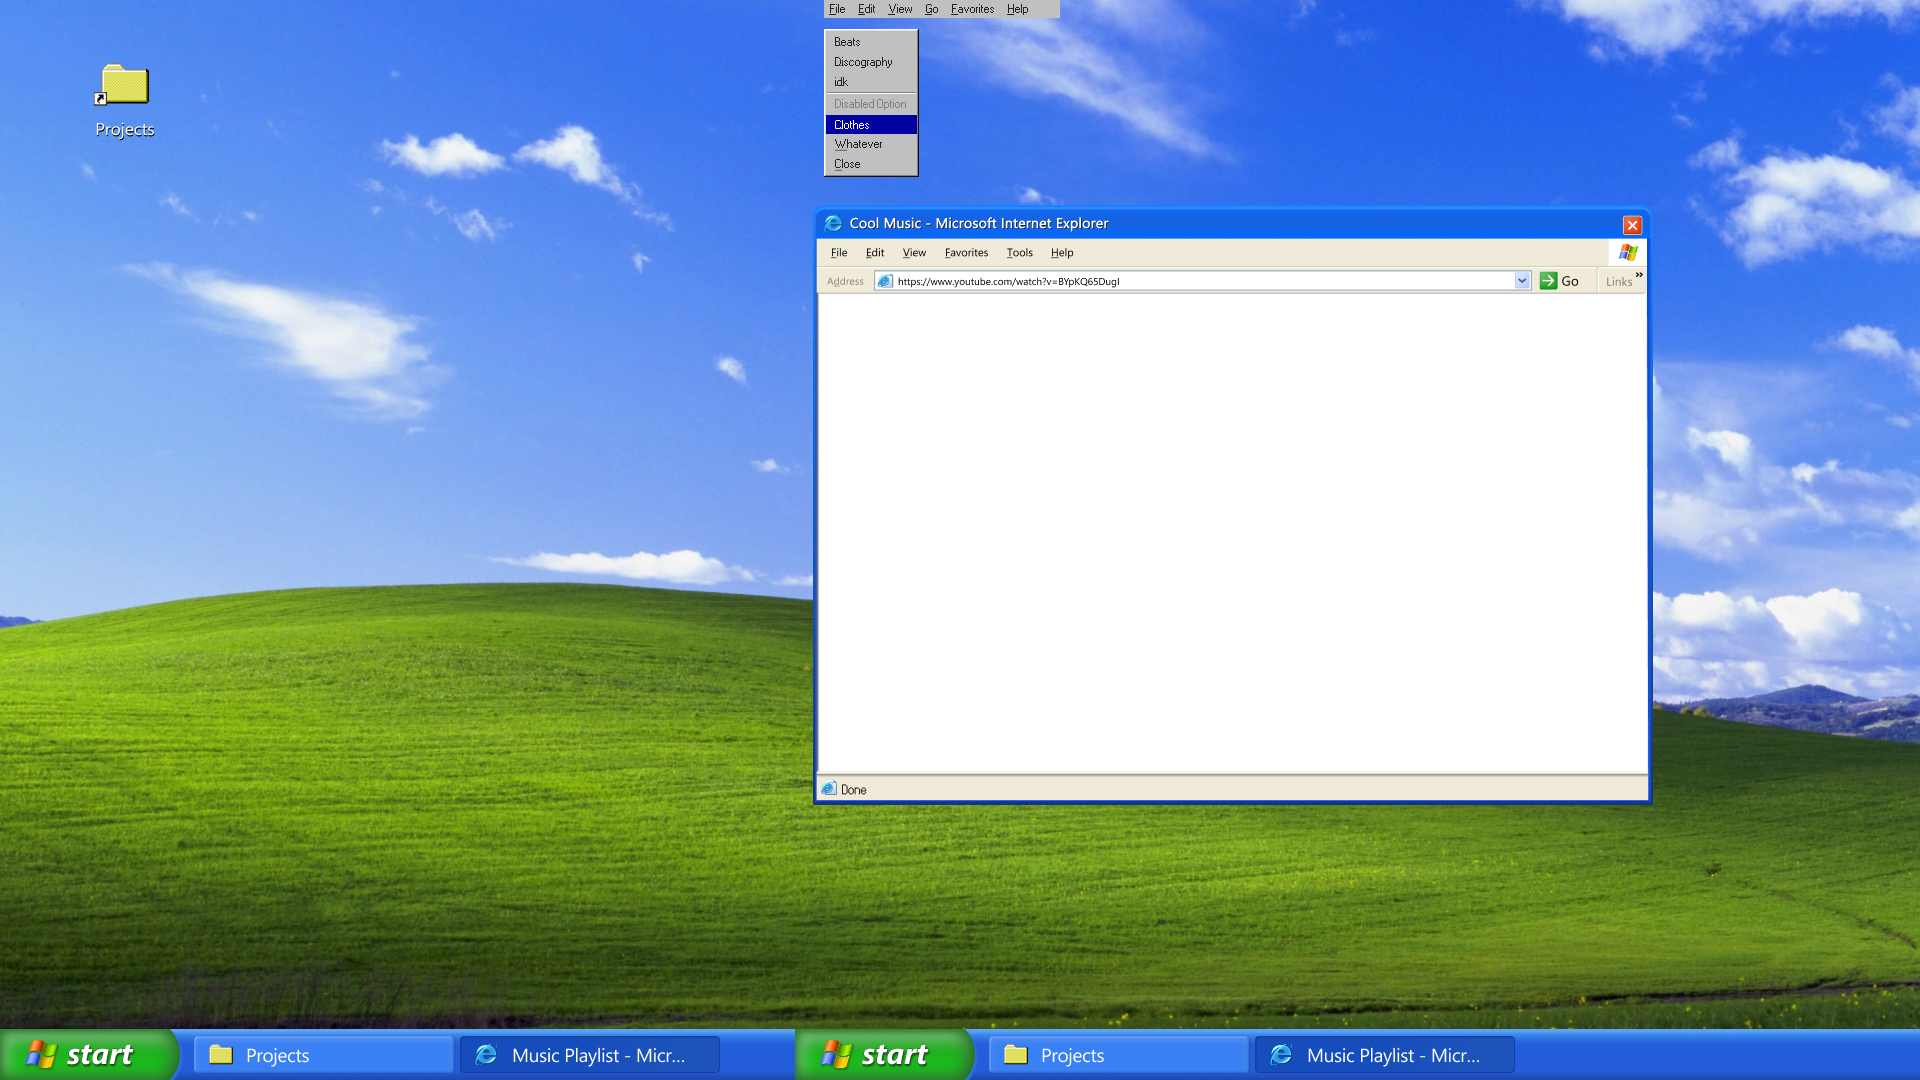 File Edit View Go Favorites Help
Beats
Discography
idk
Disabled Option
Clothes
Whatever
Close
Projects
Cool Music - Microsoft Internet Explorer
File Edit View Favorites Tools Help
Address https://www.youtube.com/watch?v=BYpKQ65DugI Go Links »
Done
start Projects Music Playlist - Micr... start Projects Music Playlist - Micr...